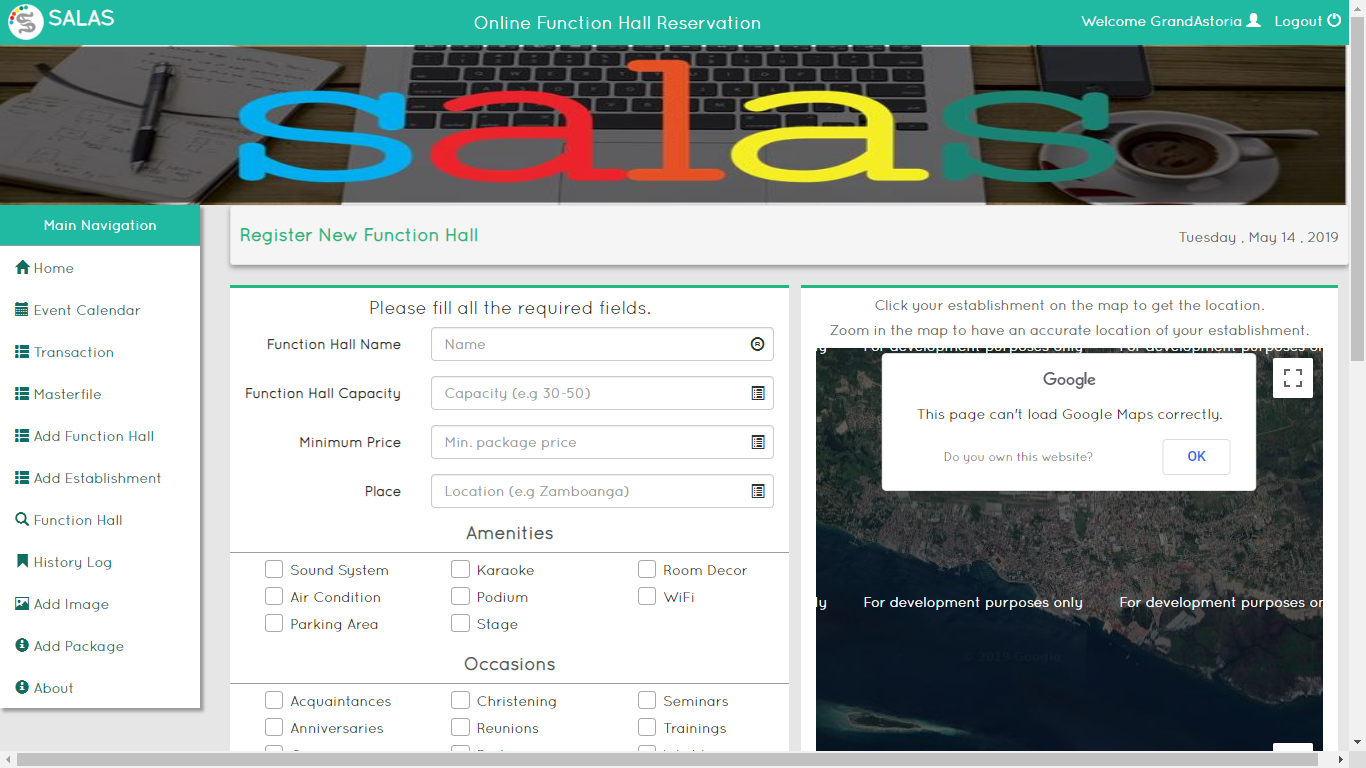 SALAS
Online Function Hall Reservation
Welcome GrandAstoria
Logout
salas
Main Navigation
Home
Event Calendar
Transaction
Masterfile
Add Function Hall
Add Establishment
Function Hall
History Log
Add Image
Add Package
About
Register New Function Hall
Tuesday , May 14 , 2019
Please fill all the required fields.
Function Hall Name
Name
Function Hall Capacity
Capacity (e.g 30-50)
Minimum Price
Min. package price
Place
Location (e.g Zamboanga)
Amenities
Sound System
Karaoke
Room Decor
Air Condition
Podium
WiFi
Parking Area
Stage
Occasions
Acquaintances
Christening
Seminars
Anniversaries
Reunions
Trainings
Click your establishment on the map to get the location.
Zoom in the map to have an accurate location of your establishment.
For development purposes only
Google
This page can't load Google Maps correctly.
Do you own this website?
OK
ly
For development purposes only
For development purposes or
© 2019 Google